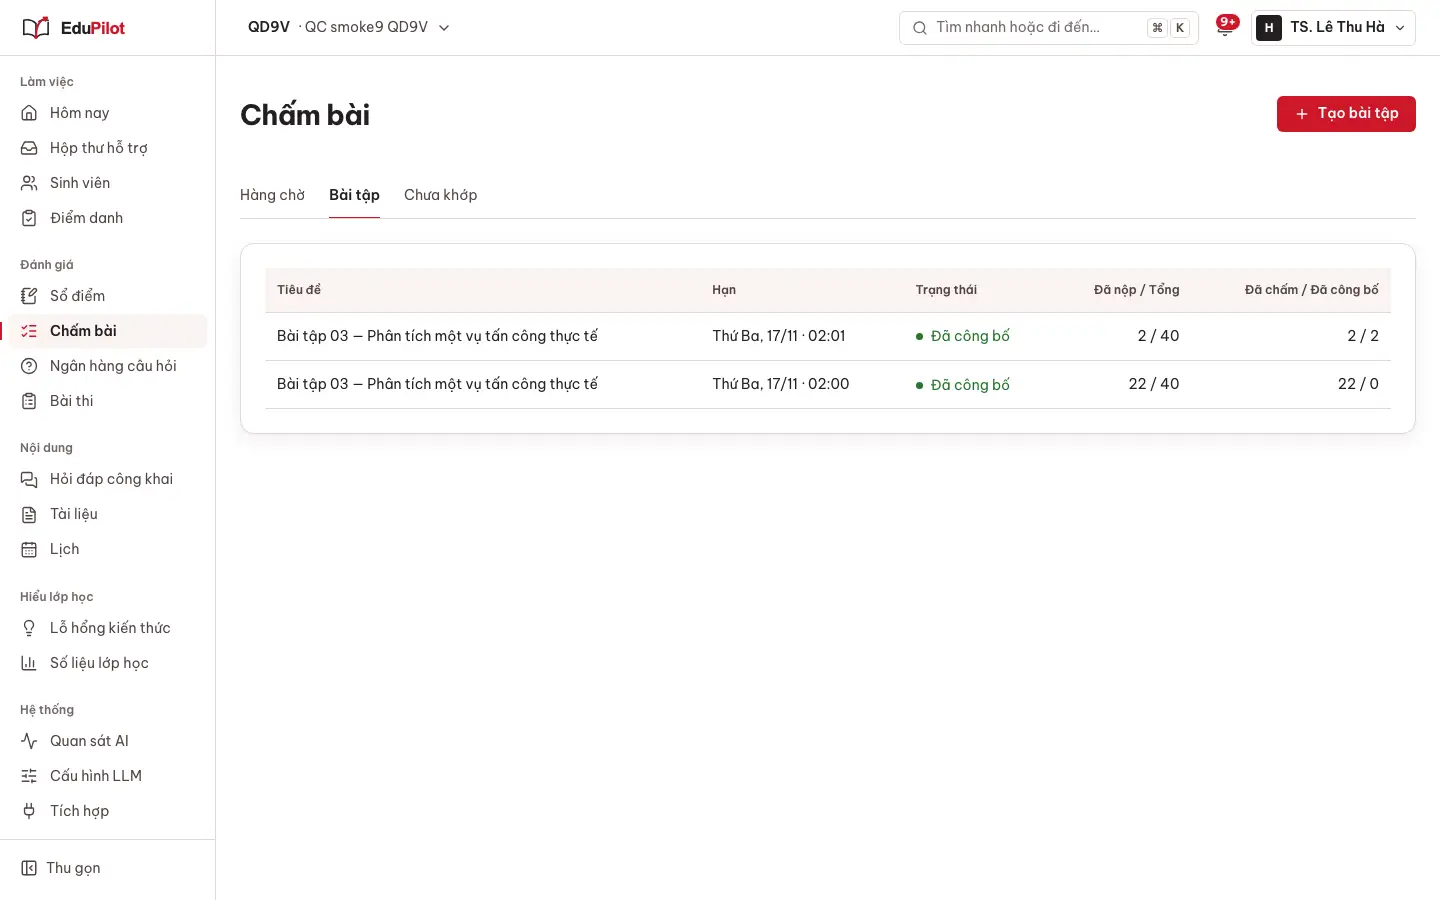 EduPilot
QD9V · QC smoke9 QD9V
Tìm nhanh hoặc đi đến... ⌘ K
9+
H TS. Lê Thu Hà
Làm việc
Hôm nay
Hộp thư hỗ trợ
Sinh viên
Điểm danh
Đánh giá
Sổ điểm
Chấm bài
Ngân hàng câu hỏi
Bài thi
Nội dung
Hỏi đáp công khai
Tài liệu
Lịch
Hiểu lớp học
Lỗ hổng kiến thức
Số liệu lớp học
Hệ thống
Quan sát AI
Cấu hình LLM
Tích hợp
Thu gọn
Chấm bài
+ Tạo bài tập
Hàng chờ Bài tập Chưa khớp
Tiêu đề Hạn Trạng thái Đã nộp / Tổng Đã chấm / Đã công bố
Bài tập 03 — Phân tích một vụ tấn công thực tế Thứ Ba, 17/11 · 02:01 Đã công bố 2 / 40 2 / 2
Bài tập 03 — Phân tích một vụ tấn công thực tế Thứ Ba, 17/11 · 02:00 Đã công bố 22 / 40 22 / 0